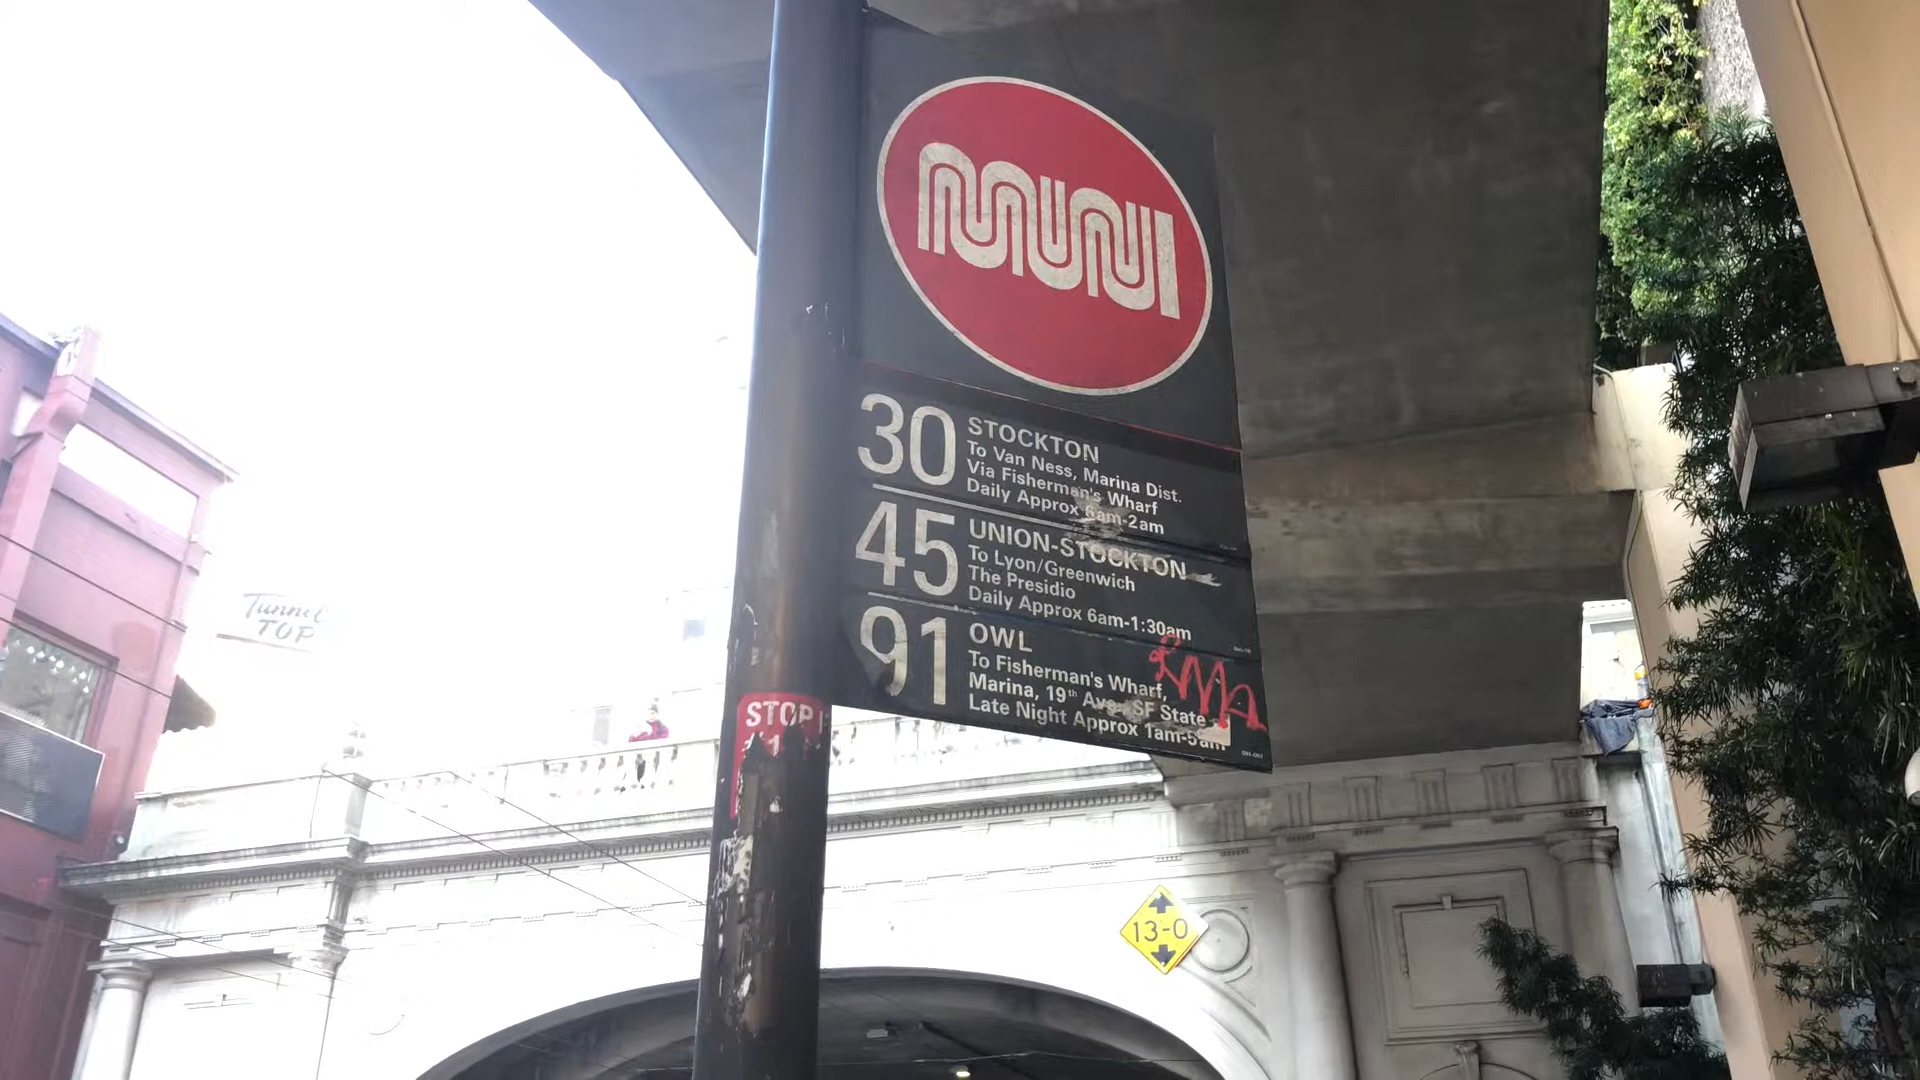 MUNI
30 STOCKTON
To Van Ness, Marina Dist.
Via Fisherman's Wharf
Daily Approx 6am-2am
45 UNION-STOCKTON
To Lyon/Greenwich
The Presidio
Daily Approx 6am-1:30am
91 OWL
To Fisherman's Wharf,
Marina, 19th Ave, SF State
Late Night Approx 1am-5am
Tunnel
TOP
STOP
13-0